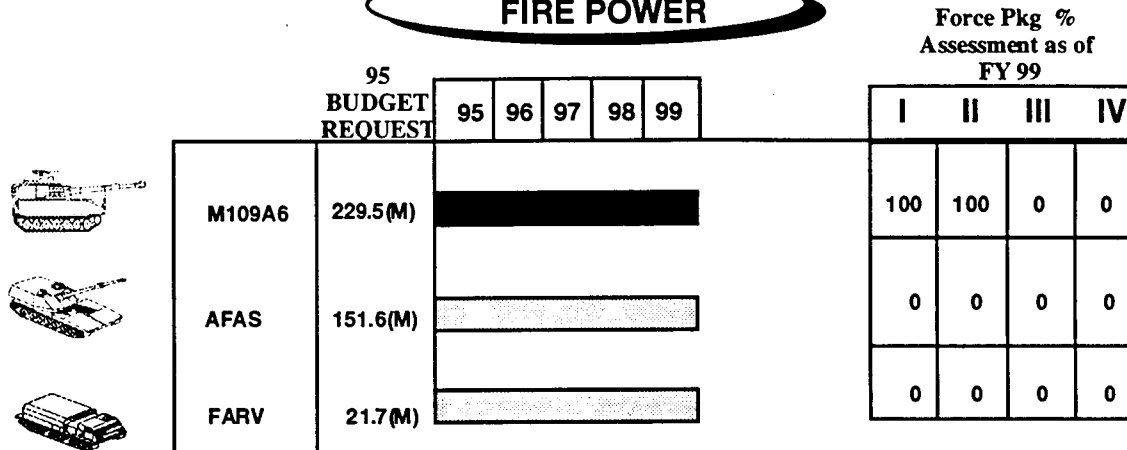 FIRE POWER
Force Pkg %
Assessment as of
FY 99
95
BUDGET
REQUEST
95 96 97 98 99
I II III IV
M109A6 229.5(M) 100 100 0 0
AFAS 151.6(M) 0 0 0 0
FARV 21.7(M) 0 0 0 0